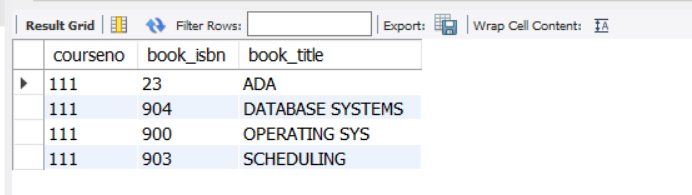 Result Grid Filter Rows: Export: Wrap Cell Content:
courseno book_isbn book_title
111 23 ADA
111 904 DATABASE SYSTEMS
111 900 OPERATING SYS
111 903 SCHEDULING